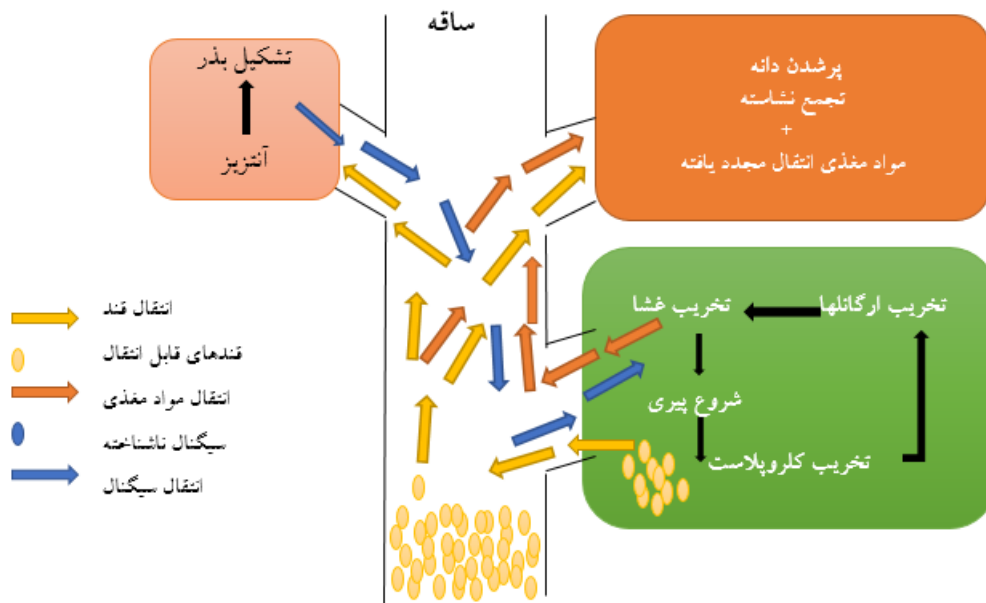 ساقه
تشکیل بذر
آنتزیز
پرشدن دانه
تجمع نشاسته
+
مواد مغذی انتقال مجدد یافته
تخریب ارگانلها
تخریب غشا
شروع پیری
تخریب کلروپلاست
انتقال قند
قندهای قابل انتقال
انتقال مواد مغذی
سیگنال ناشناخته
انتقال سیگنال